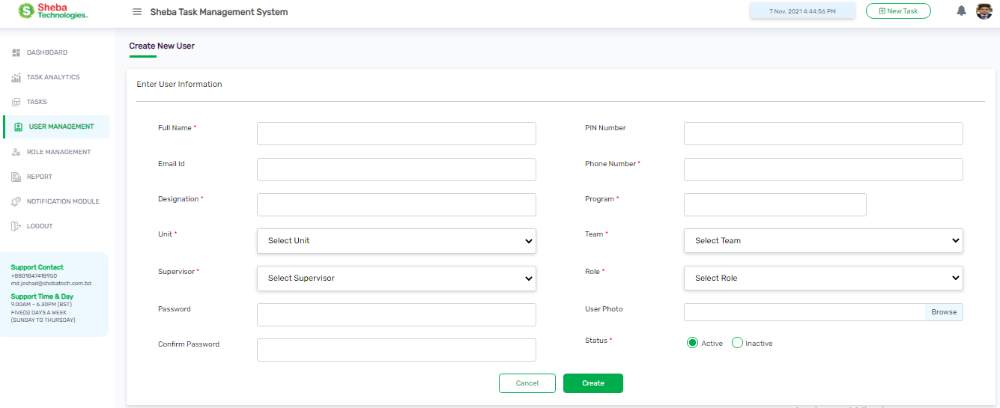 Sheba
Technologies.
Sheba Task Management System
7 Nov, 2021 4:44:56 PM
New Task
DASHBOARD
TASK ANALYTICS
TASKS
USER MANAGEMENT
ROLE MANAGEMENT
REPORT
NOTIFICATION MODULE
LOGOUT
Support Contact
+8801847418950
md.jeshad@shebatech.com.bd
Support Time & Day
9.00AM - 6.30PM (BST)
FIVE(5) DAYS A WEEK
(SUNDAY TO THURSDAY)
Create New User
Enter User Information
Full Name *
PIN Number
Email Id
Phone Number *
Designation *
Program *
Unit *
Select Unit
Team *
Select Team
Supervisor *
Select Supervisor
Role *
Select Role
Password
User Photo
Browse
Confirm Password
Status *
Active
Inactive
Cancel
Create